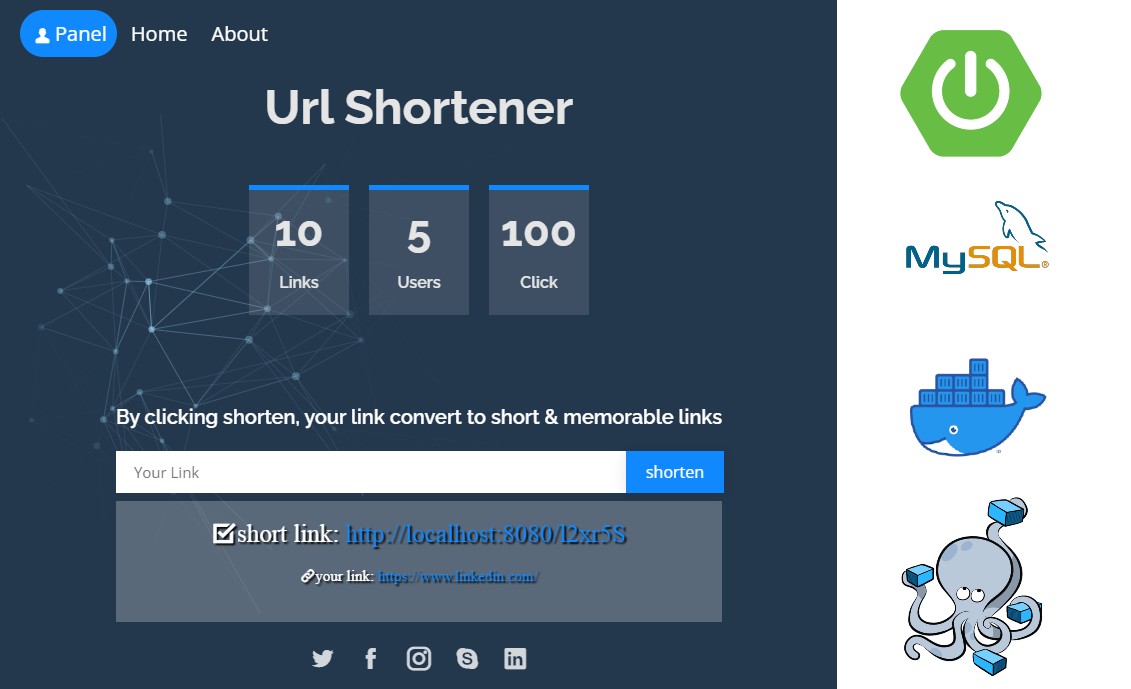 Panel Home About
Url Shortener
10 5 100
Links Users Click
By clicking shorten, your link convert to short & memorable links
Your Link shorten
short link: http://localhost:8080/l2xr5S
your link: https://www.linkedin.com/
MySQL®